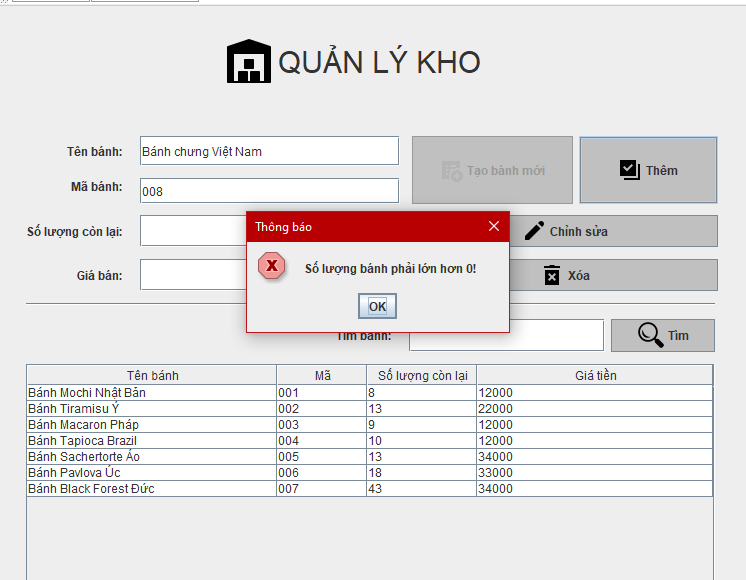 QUẢN LÝ KHO
Tên bánh: Bánh chưng Việt Nam
Tạo bánh mới
Thêm
Mã bánh: 008
Số lượng còn lại:
Chỉnh sửa
Thông báo
Số lượng bánh phải lớn hơn 0!
OK
Giá bán:
Xóa
Tìm bánh:
Tìm
Tên bánh Mã Số lượng còn lại Giá tiền
Bánh Mochi Nhật Bản 001 8 12000
Bánh Tiramisu Ý 002 13 22000
Bánh Macaron Pháp 003 9 12000
Bánh Tapioca Brazil 004 10 12000
Bánh Sachertorte Áo 005 13 34000
Bánh Pavlova Úc 006 18 33000
Bánh Black Forest Đức 007 43 34000